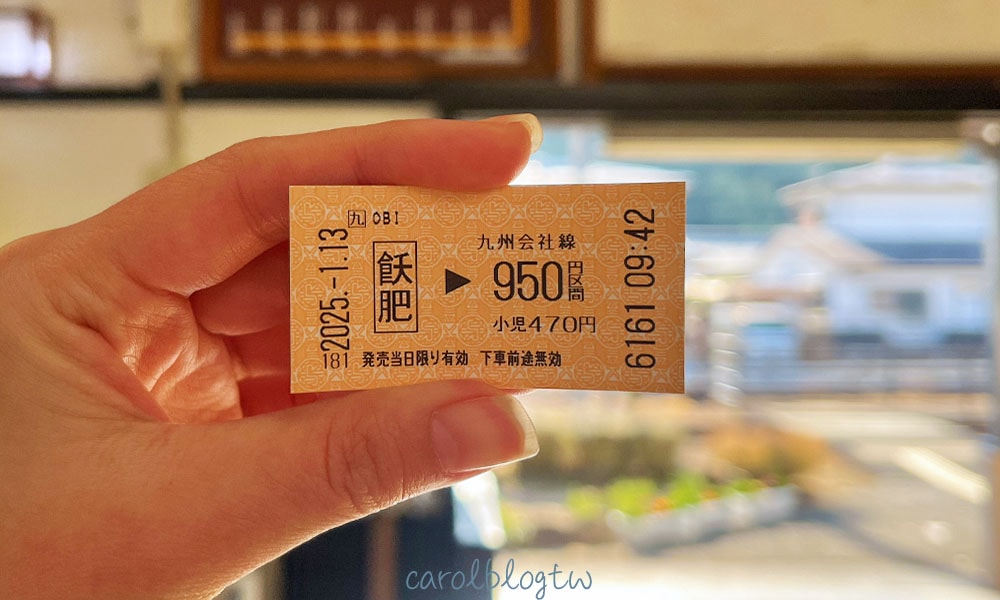 九 OBI
2025.-1.13
飫肥
▶
九州会社線
950円区間
小児470円
181 発売当日限り有効 下車前途無効
6161 09:42
carolblogtw